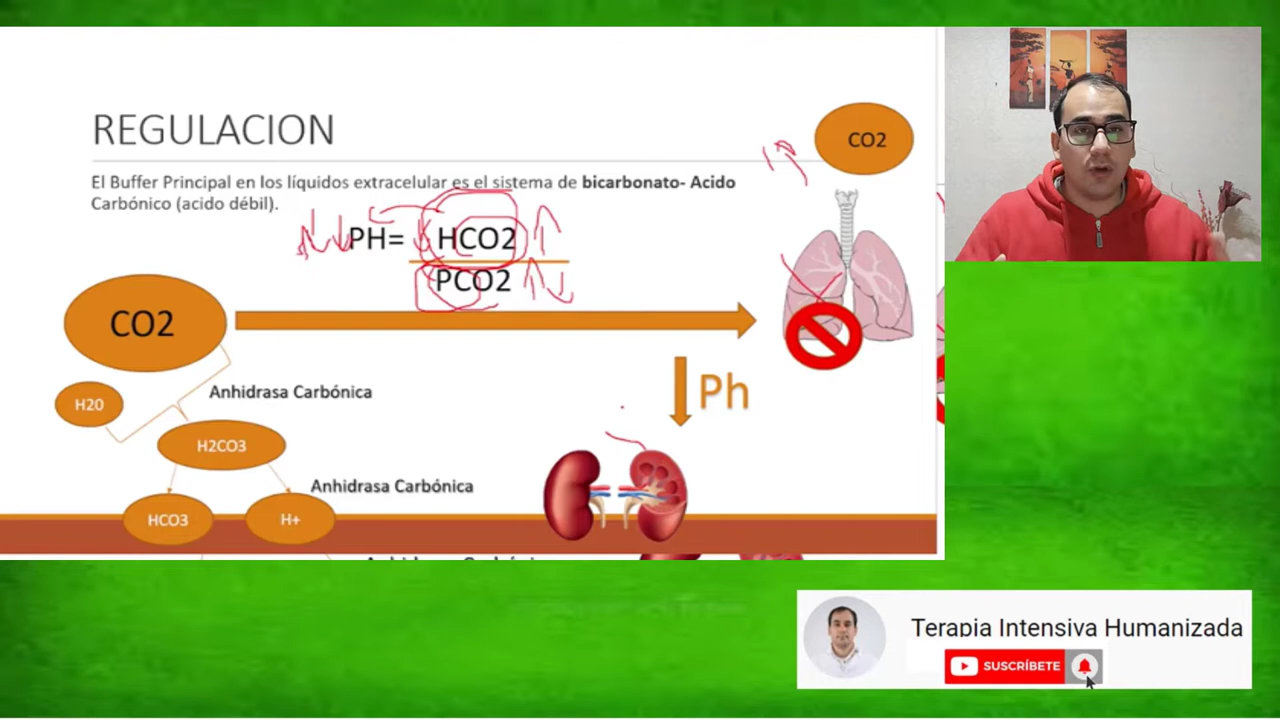 REGULACION
El Buffer Principal en los líquidos extracelular es el sistema de bicarbonato- Acido
Carbónico (acido débil).
PH=
HCO2
PCO2
CO2
CO2
Anhidrasa Carbónica
H20
Ph
H2CO3
Anhidrasa Carbónica
HCO3
H+
Terapia Intensiva Humanizada
SUSCRÍBETE